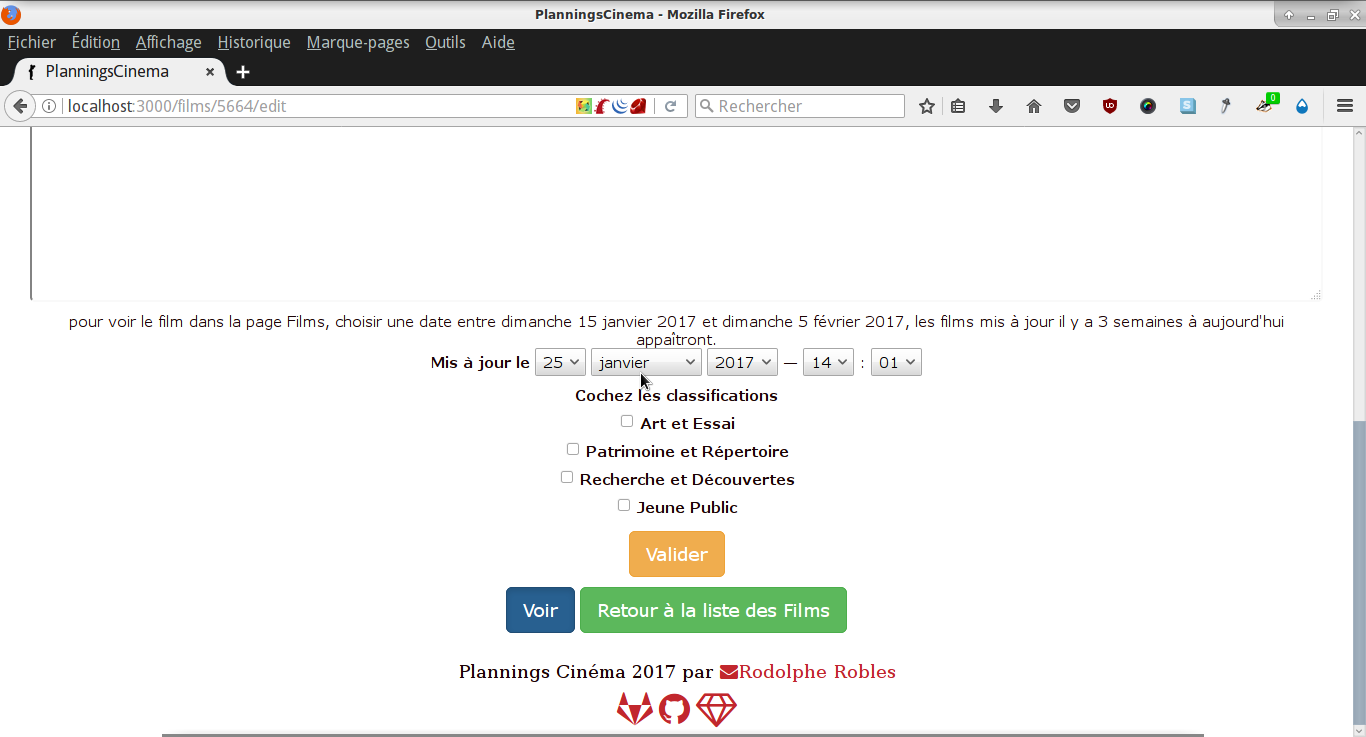 PlanningsCinema - Mozilla Firefox
Fichier Édition Affichage Historique Marque-pages Outils Aide
PlanningsCinema
localhost:3000/films/5664/edit Rechercher
0
pour voir le film dans la page Films, choisir une date entre dimanche 15 janvier 2017 et dimanche 5 février 2017, les films mis à jour il y a 3 semaines à aujourd'hui
appaîtront.
Mis à jour le 25 janvier 2017 — 14 : 01
Cochez les classifications
Art et Essai
Patrimoine et Répertoire
Recherche et Découvertes
Jeune Public
Valider
Voir Retour à la liste des Films
Plannings Cinéma 2017 par Rodolphe Robles